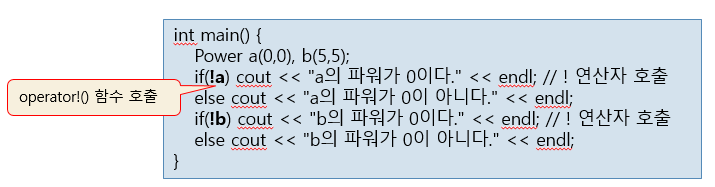 int main() {
Power a(0,0), b(5,5);
if(!a) cout << "a의 파워가 0이다." << endl; // ! 연산자 호출
else cout << "a의 파워가 0이 아니다." << endl;
if(!b) cout << "b의 파워가 0이다." << endl; // ! 연산자 호출
else cout << "b의 파워가 0이 아니다." << endl;
}
operator!() 함수 호출